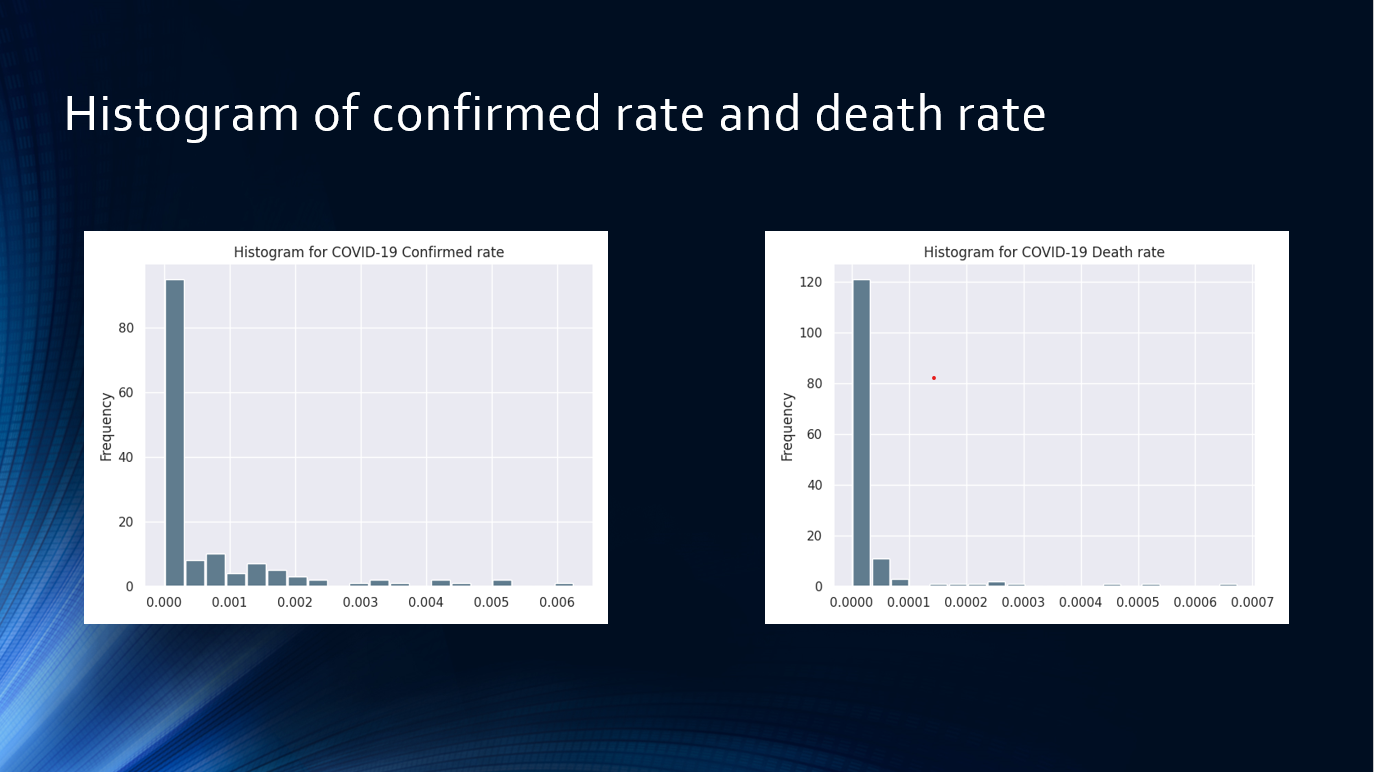 Histogram of confirmed rate and death rate
Histogram for COVID-19 Confirmed rate
Frequency
80
60
40
20
0
0.000 0.001 0.002 0.003 0.004 0.005 0.006
Histogram for COVID-19 Death rate
Frequency
120
100
80
60
40
20
0
0.0000 0.0001 0.0002 0.0003 0.0004 0.0005 0.0006 0.0007